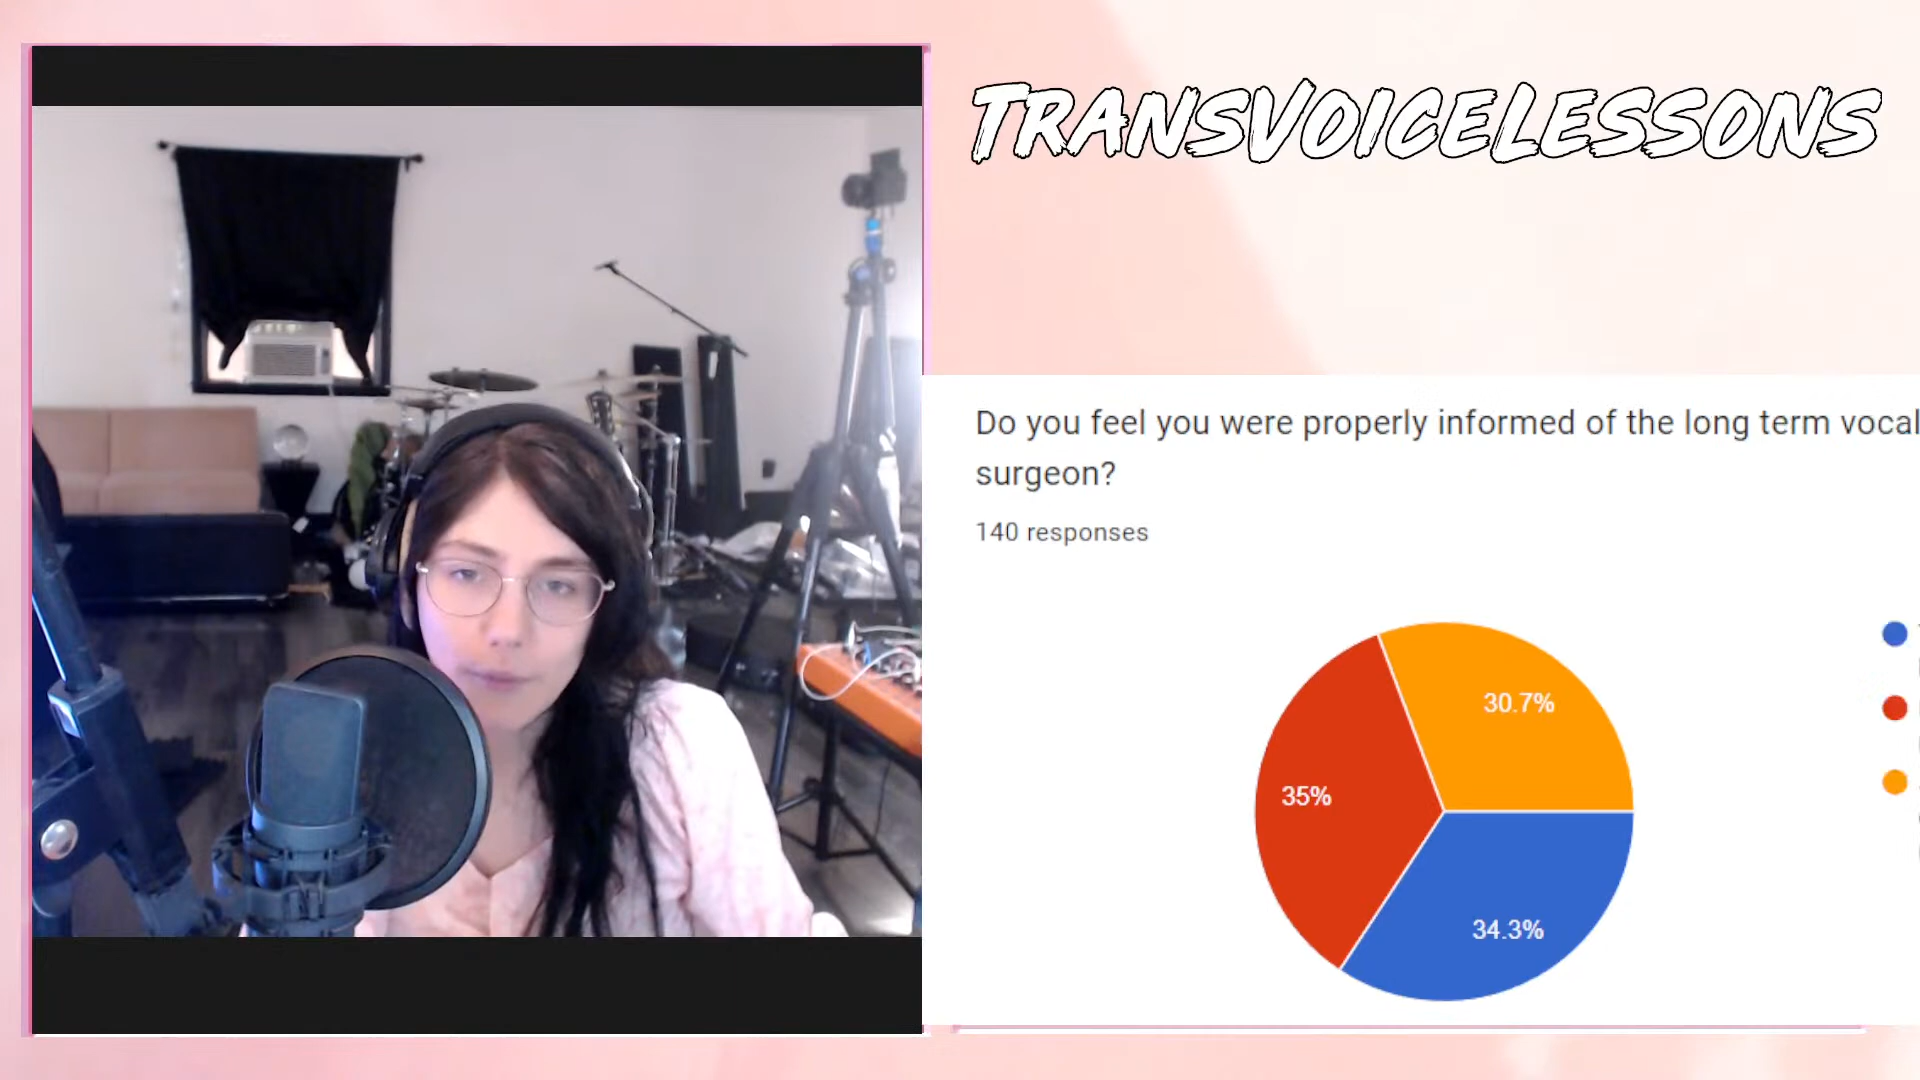 TRANSVOICELESSONS
Do you feel you were properly informed of the long term vocal
surgeon?
140 responses
30.7%
35%
34.3%